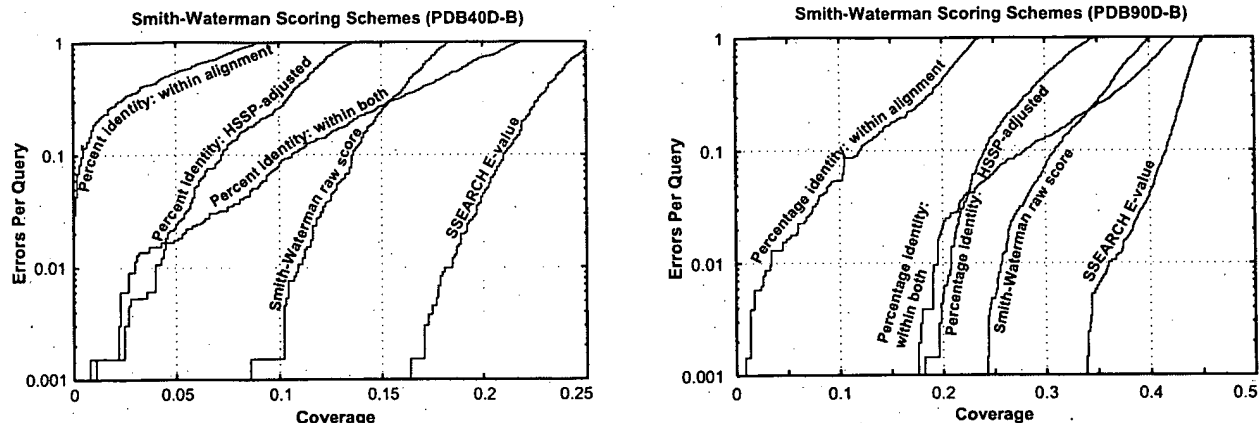 Smith-Waterman Scoring Schemes (PDB40D-B)
Errors Per Query
1
0.1
0.01
0.001
Percent Identity: within alignment
Percent Identity: HSSP-adjusted
Percent Identity: within both
Smith-Waterman raw score
SSEARCH E-value
0
0.05
0.1
0.15
0.2
0.25
Coverage
Smith-Waterman Scoring Schemes (PDB90D-B)
Errors Per Query
1
0.1
0.01
0.001
Percentage identity: within alignment
Percentage identity:
within both
Percentage identity: HSSP-adjusted
Smith-Waterman raw score
SSEARCH E-value
0
0.1
0.2
0.3
0.4
0.5
Coverage